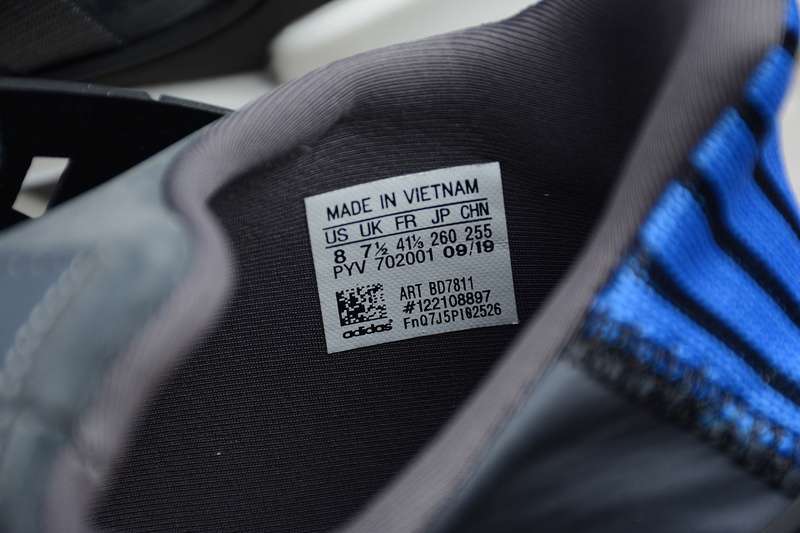 MADE IN VIETNAM
US UK FR JP CHN
8 7½ 41⅓ 260 255
PYV 702001 09/19
ART BD7811
#122108897
FnQ7J5PI02526
adidas